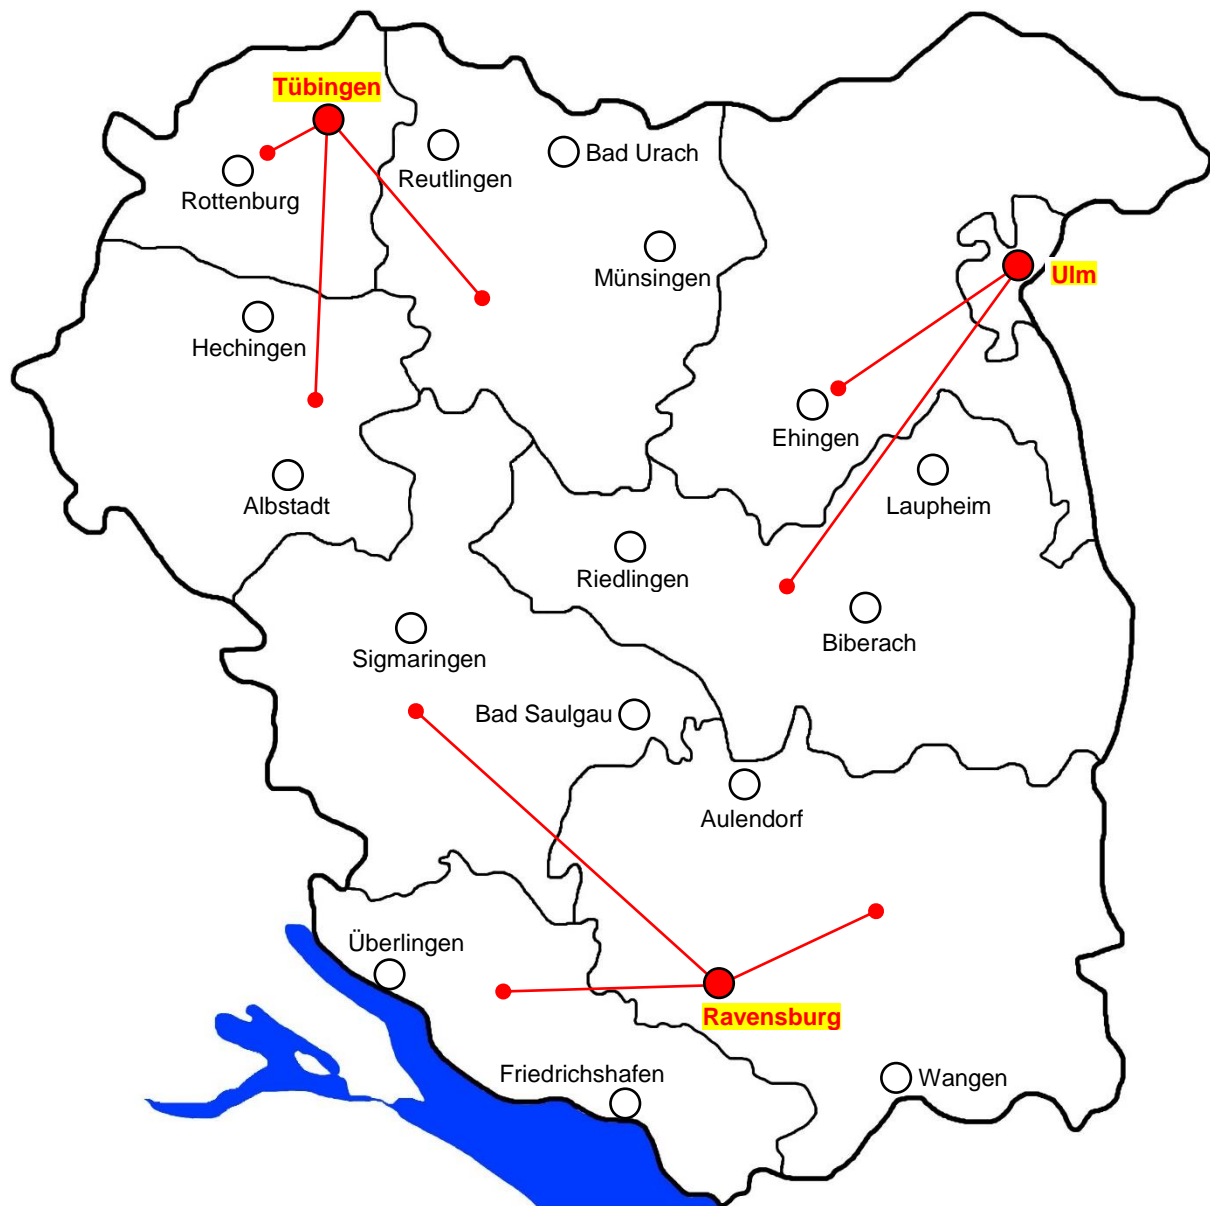 Tübingen
Reutlingen
Bad Urach
Rottenburg
Münsingen
Ulm
Hechingen
Ehingen
Albstadt
Laupheim
Riedlingen
Biberach
Sigmaringen
Bad Saulgau
Aulendorf
Überlingen
Ravensburg
Friedrichshafen
Wangen